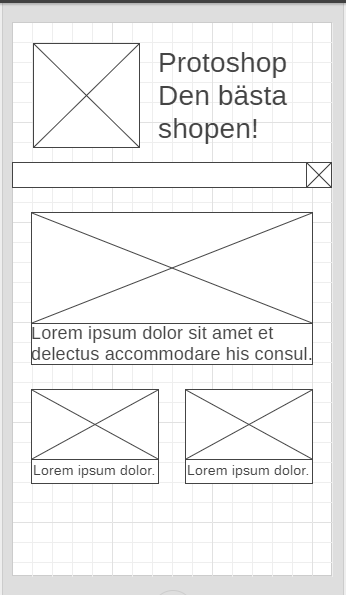 Protoshop
Den bästa
shopen!
Lorem ipsum dolor sit amet et
delectus accommodare his consul.
Lorem ipsum dolor.
Lorem ipsum dolor.